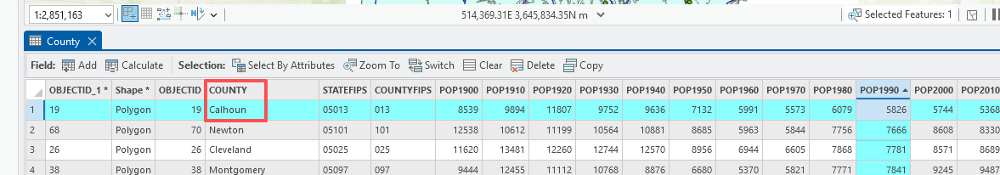 1:2,851,163 514,369.31E 3,645,834.35N m Selected Features: 1
County
Field: Add Calculate Selection: Select By Attributes Zoom To Switch Clear Delete Copy
OBJECTID_1 * Shape * OBJECTID COUNTY STATEFIPS COUNTYFIPS POP1900 POP1910 POP1920 POP1930 POP1940 POP1950 POP1960 POP1970 POP1980 POP1990 POP2000 POP2010
1 19 Polygon 19 Calhoun 05013 013 8539 9894 11807 9752 9636 7132 5991 5573 6079 5826 5744 5368
2 68 Polygon 70 Newton 05101 101 12538 10612 11199 10564 10881 8685 5963 5844 7756 7666 8608 8330
3 26 Polygon 26 Cleveland 05025 025 11620 13481 12260 12744 12570 8956 6944 6605 7868 7781 8571 8689
4 38 Polygon 38 Montgomery 05097 097 9444 12455 11112 10768 8876 6680 5370 5821 7771 7841 9245 9487